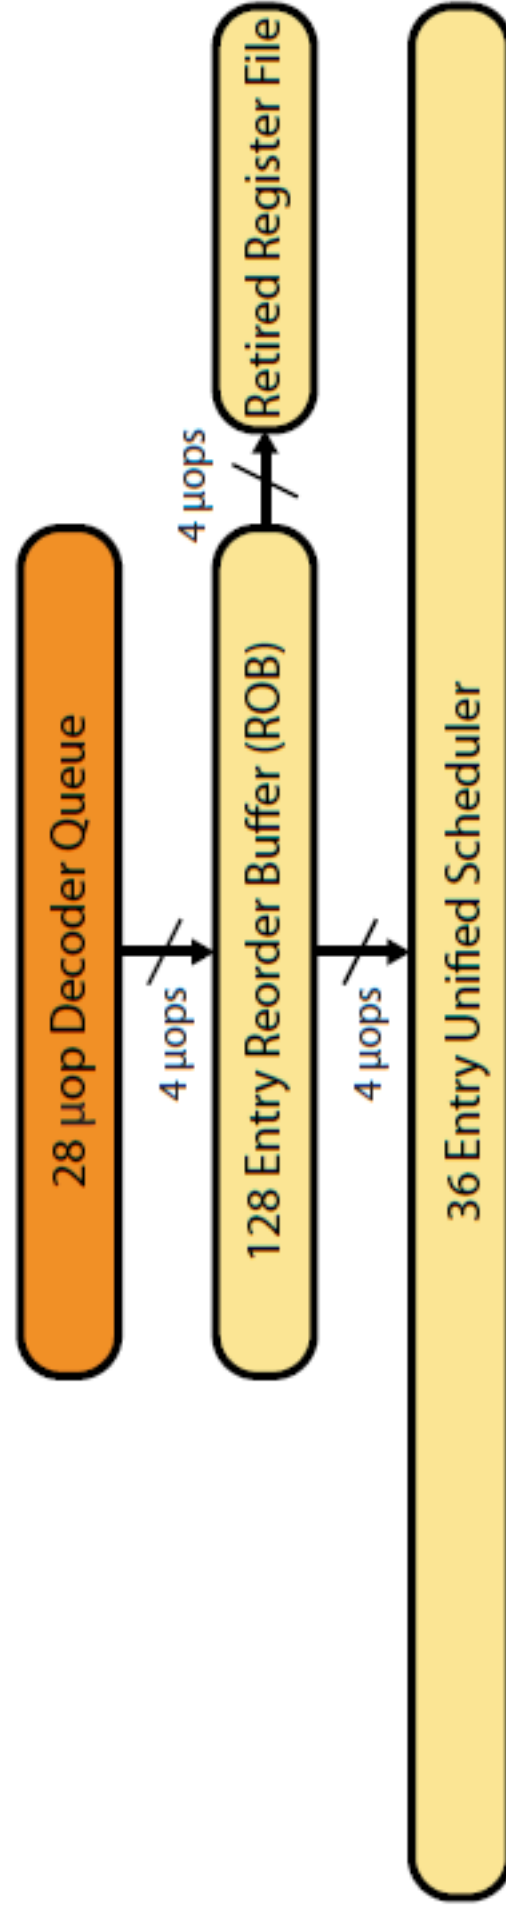 28 μop Decoder Queue
4 μops
128 Entry Reorder Buffer (ROB)
4 μops
Retired Register File
4 μops
36 Entry Unified Scheduler